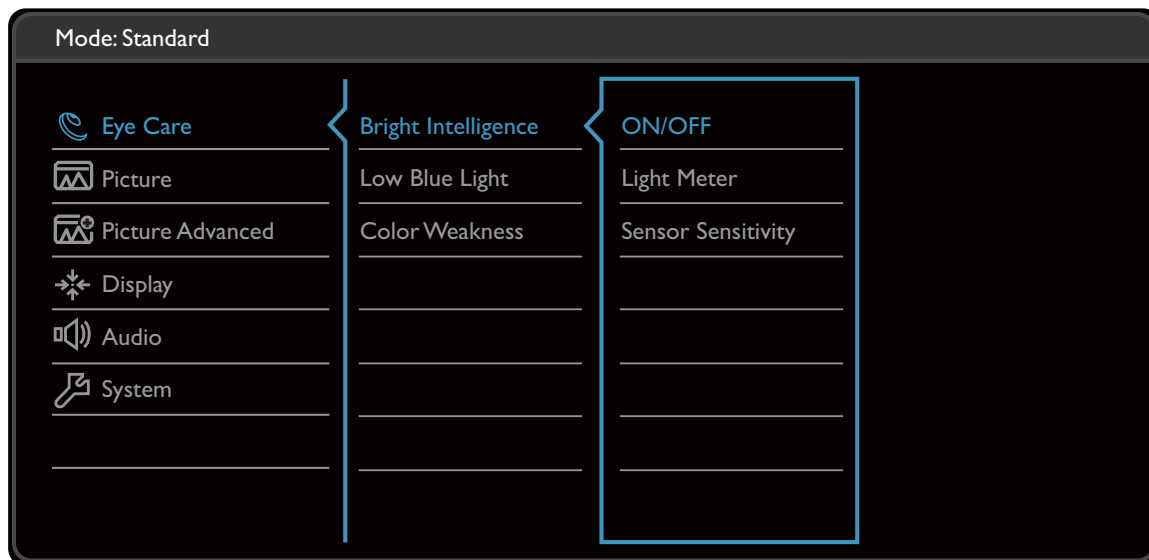 Mode: Standard
Eye Care
Picture
Picture Advanced
Display
Audio
System
Bright Intelligence
Low Blue Light
Color Weakness
ON/OFF
Light Meter
Sensor Sensitivity